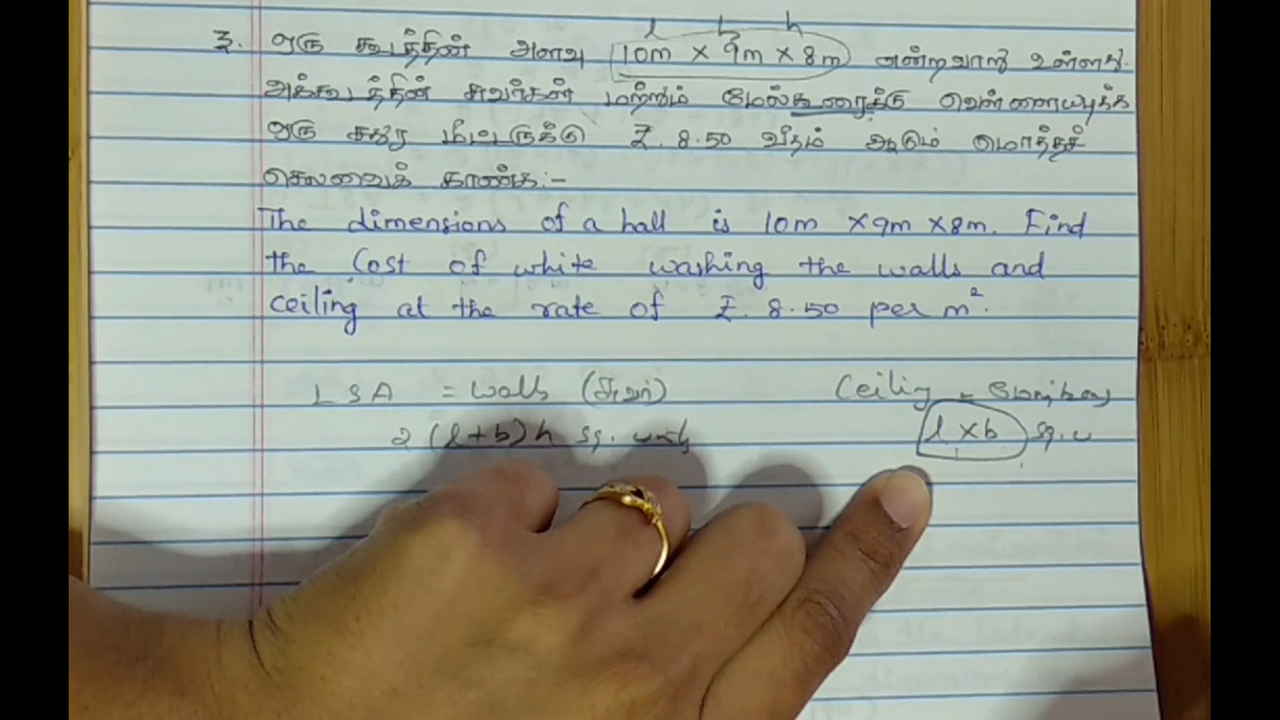 l b h
3. ஒரு கூடத்தின் அளவு 10m × 9m × 8m என்றவாறு உள்ளது.
அக்கூடத்தின் சுவர்கள் மற்றும் மேல்கூரைக்கு வெள்ளையடிக்க
ஒரு சதுர மீட்டருக்கு ₹. 8.50 வீதம் ஆகும் மொத்தச்
செலவைக் காண்க:-
The dimensions of a hall is 10m ×9m ×8m. Find
the Cost of white washing the walls and
ceiling at the rate of ₹. 8.50 per m².
LSA = walls (சுவர்) Ceiling =
2 (l+b)h sq. units l × b sq. u